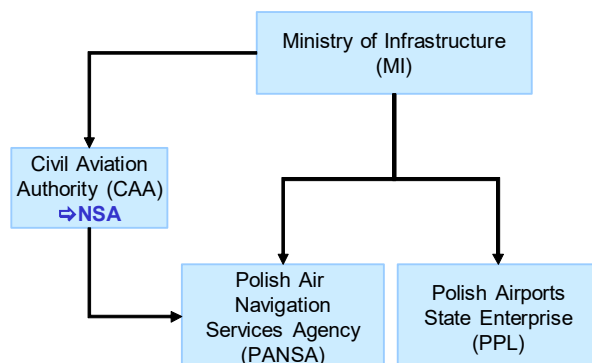 Ministry of Infrastructure
(MI)
Civil Aviation
Authority (CAA)
⇨NSA
Polish Air
Navigation
Services Agency
(PANSA)
Polish Airports
State Enterprise
(PPL)